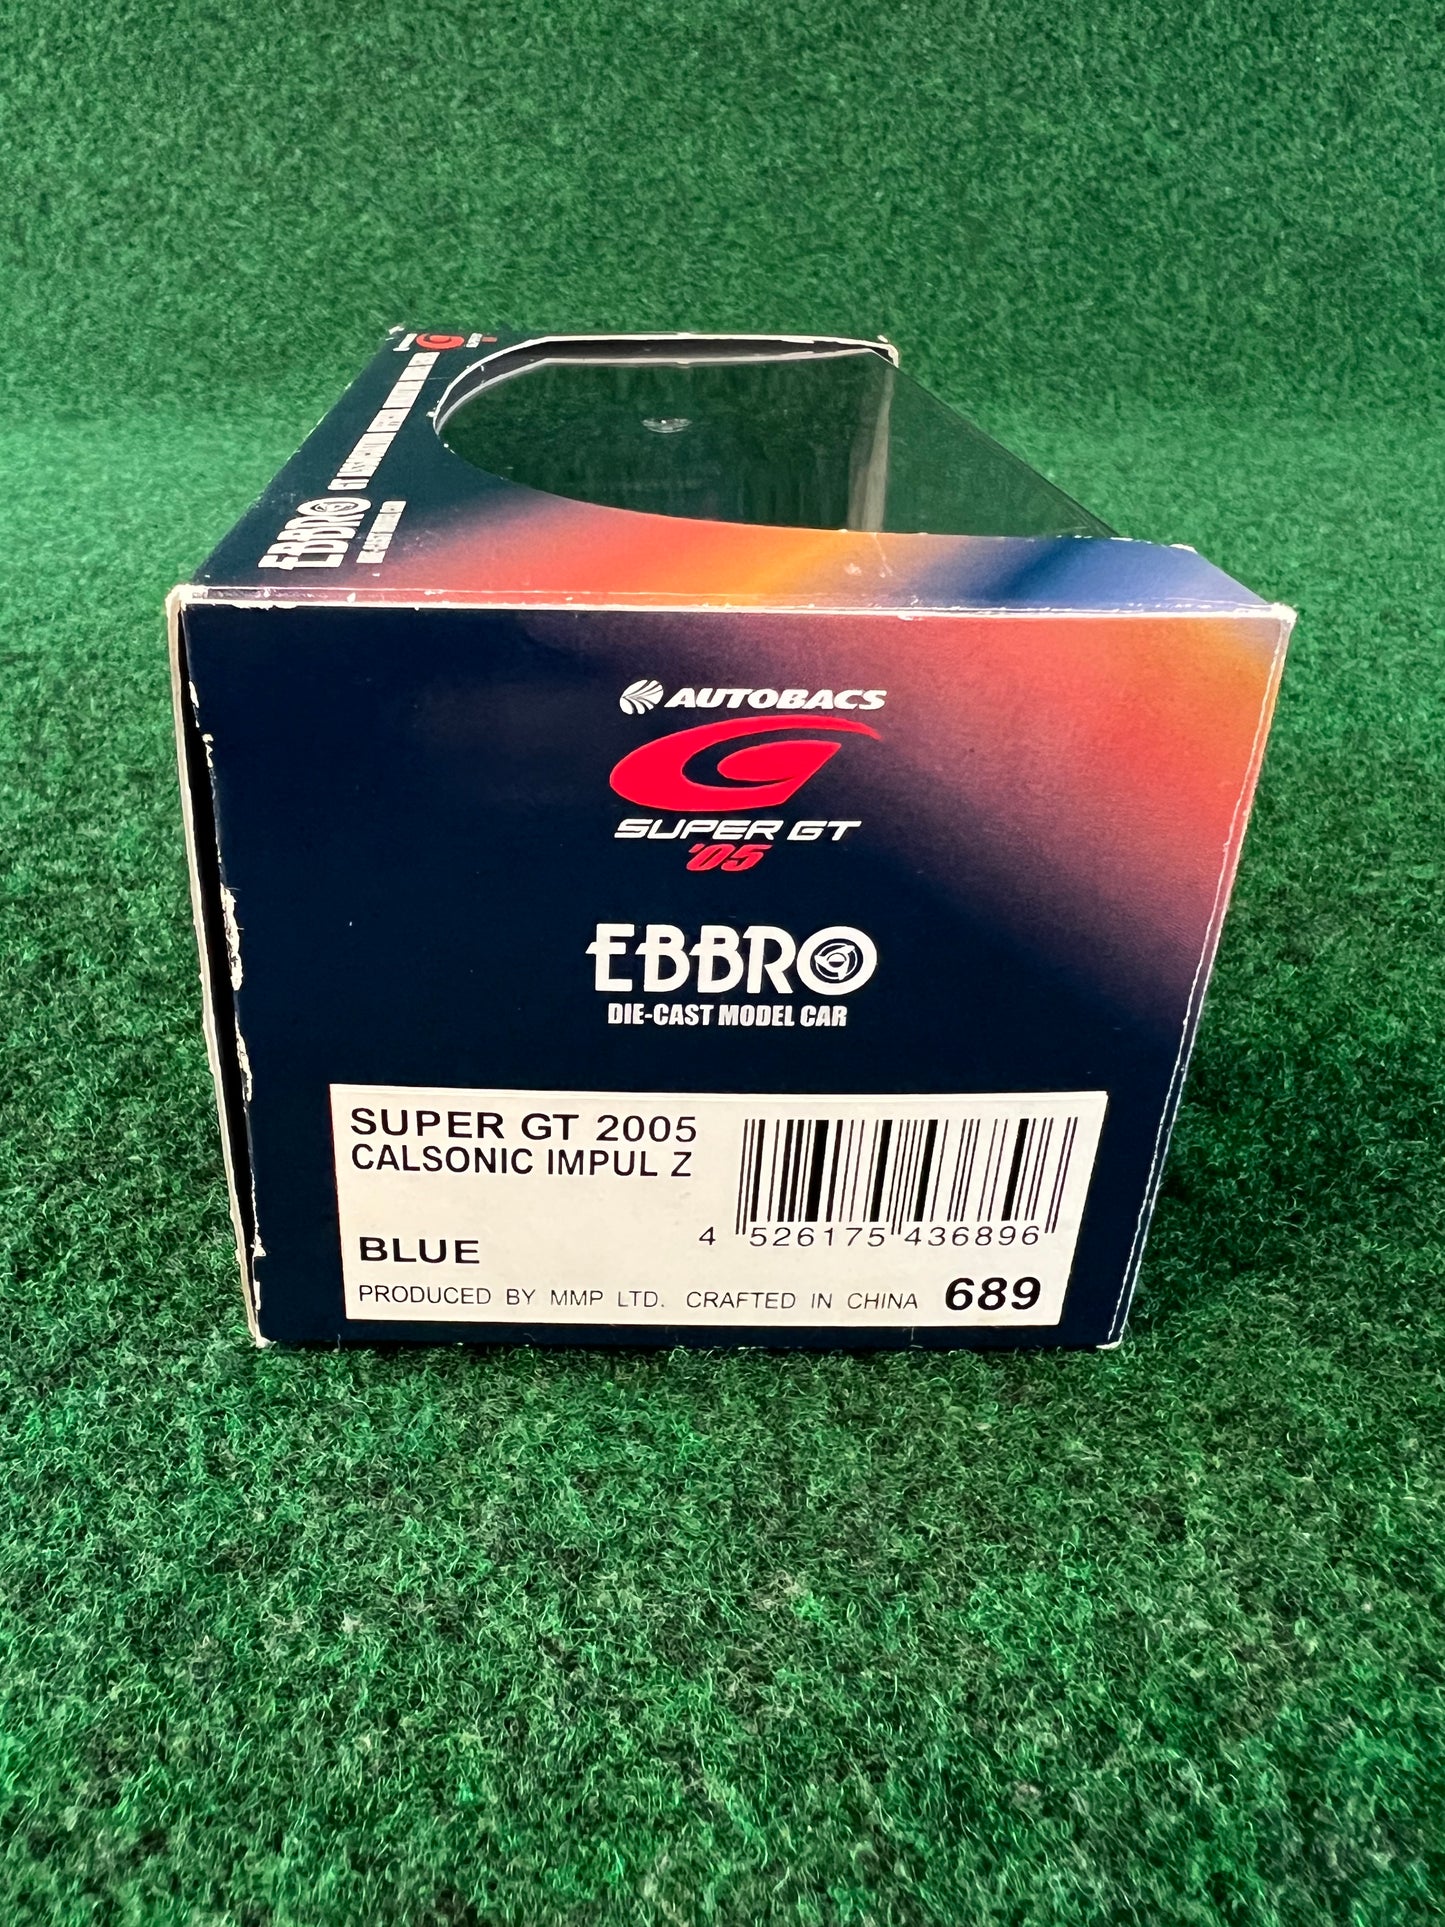 EBBRO
AUTOBACS
SUPER GT
'05
EBBRO
DIE-CAST MODEL CAR
SUPER GT 2005
CALSONIC IMPUL Z
BLUE
4 526175 436896
PRODUCED BY MMP LTD. CRAFTED IN CHINA 689